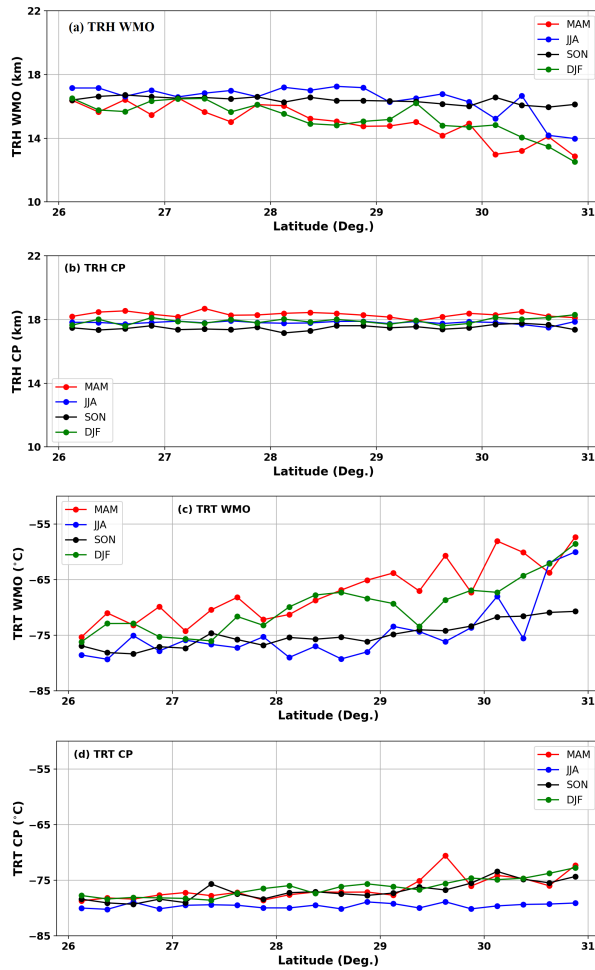 (a) TRH WMO
MAM
JJA
SON
DJF
22
18
14
10
TRH WMO (km)
26
27
28
29
30
31
Latitude (Deg.)
(b) TRH CP
22
18
14
10
TRH CP (km)
MAM
JJA
SON
DJF
26
27
28
29
30
31
Latitude (Deg.)
(c) TRT WMO
MAM
JJA
SON
DJF
−55
−65
−75
−85
TRT WMO (°C)
26
27
28
29
30
31
Latitude (Deg.)
(d) TRT CP
MAM
JJA
SON
DJF
−55
−65
−75
−85
TRT CP (°C)
26
27
28
29
30
31
Latitude (Deg.)